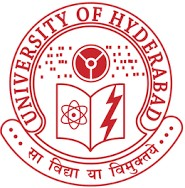 UNIVERSITY OF HYDERABAD
सा विद्या या विमुक्तये